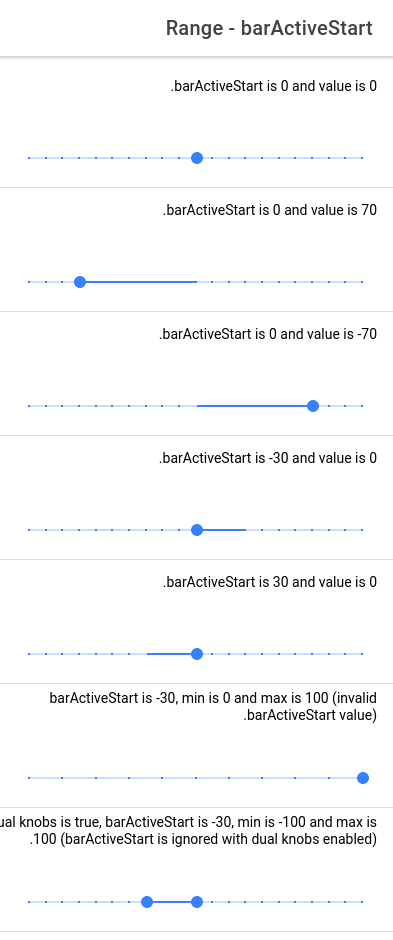 Range - barActiveStart
.barActiveStart is 0 and value is 0
.barActiveStart is 0 and value is 70
.barActiveStart is 0 and value is -70
.barActiveStart is -30 and value is 0
.barActiveStart is 30 and value is 0
barActiveStart is -30, min is 0 and max is 100 (invalid
.barActiveStart value)
ual knobs is true, barActiveStart is -30, min is -100 and max is
.100 (barActiveStart is ignored with dual knobs enabled)